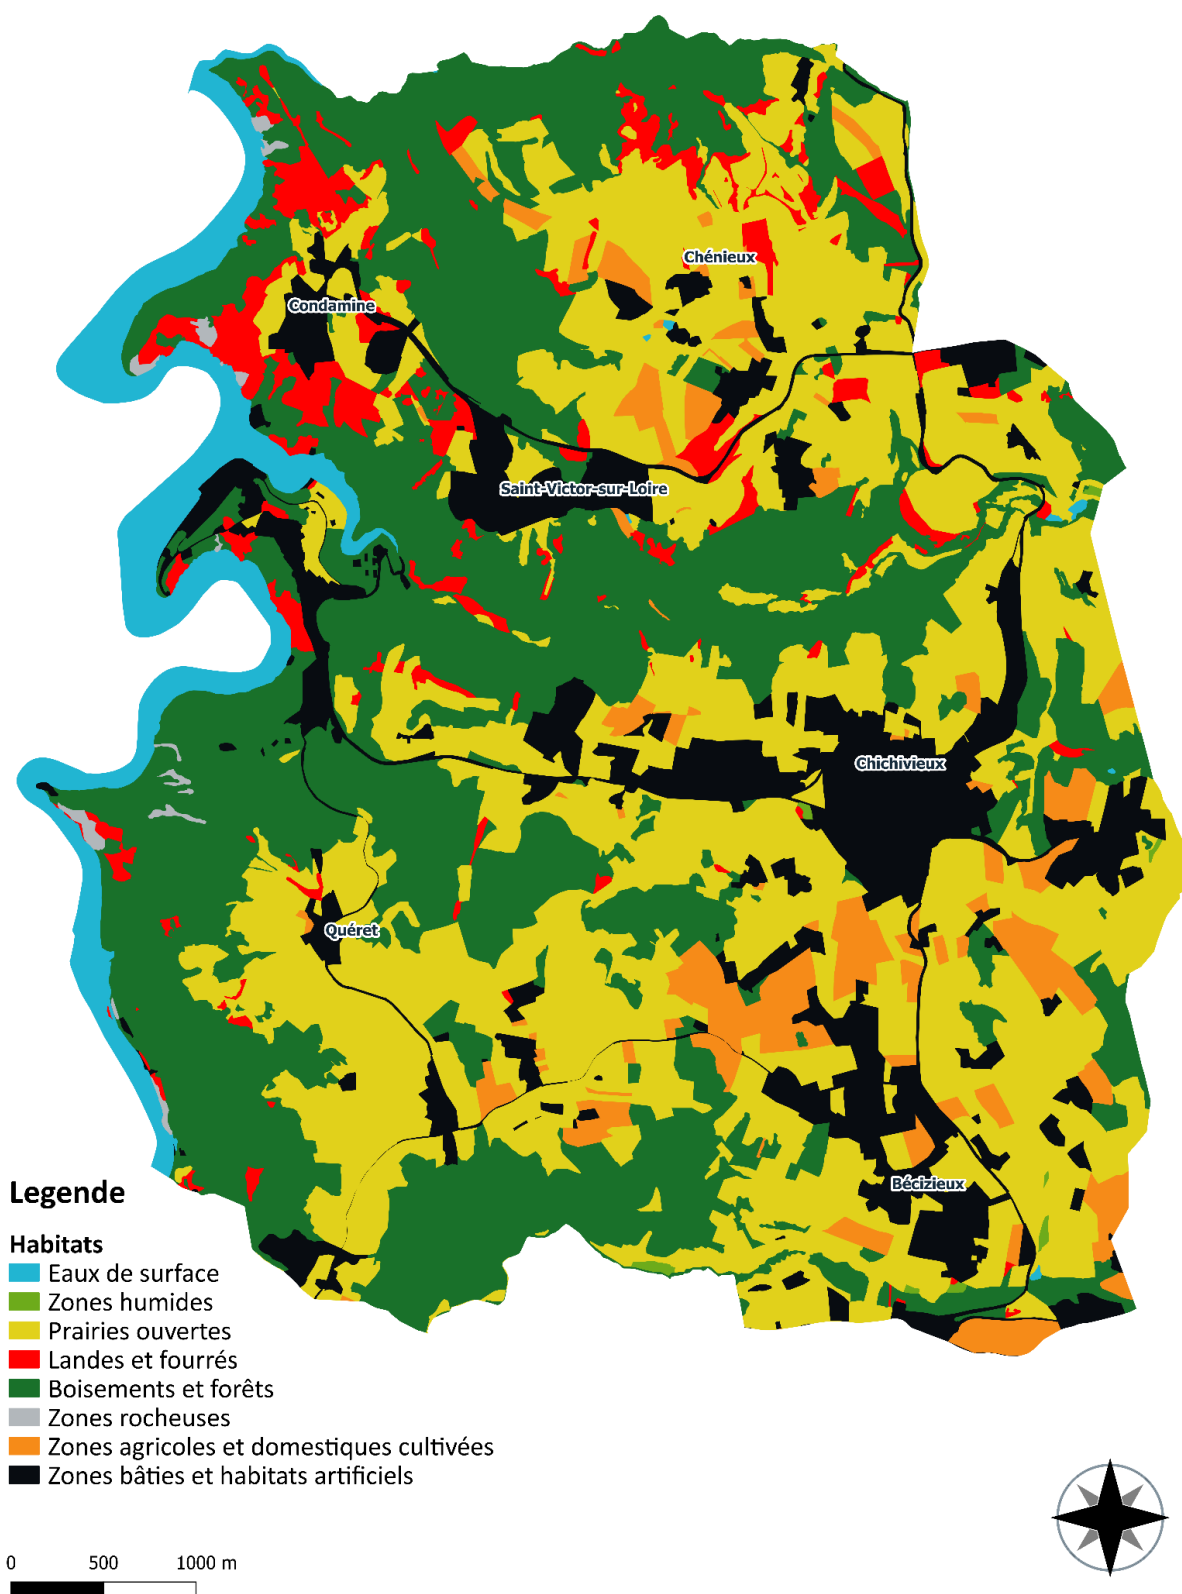 Chénieux
Condamine
Saint-Victor-sur-Loire
Chichivieux
Quéret
Bécizieux
Legende
Habitats
Eaux de surface
Zones humides
Prairies ouvertes
Landes et fourrés
Boisements et forêts
Zones rocheuses
Zones agricoles et domestiques cultivées
Zones bâties et habitats artificiels
0 500 1000 m